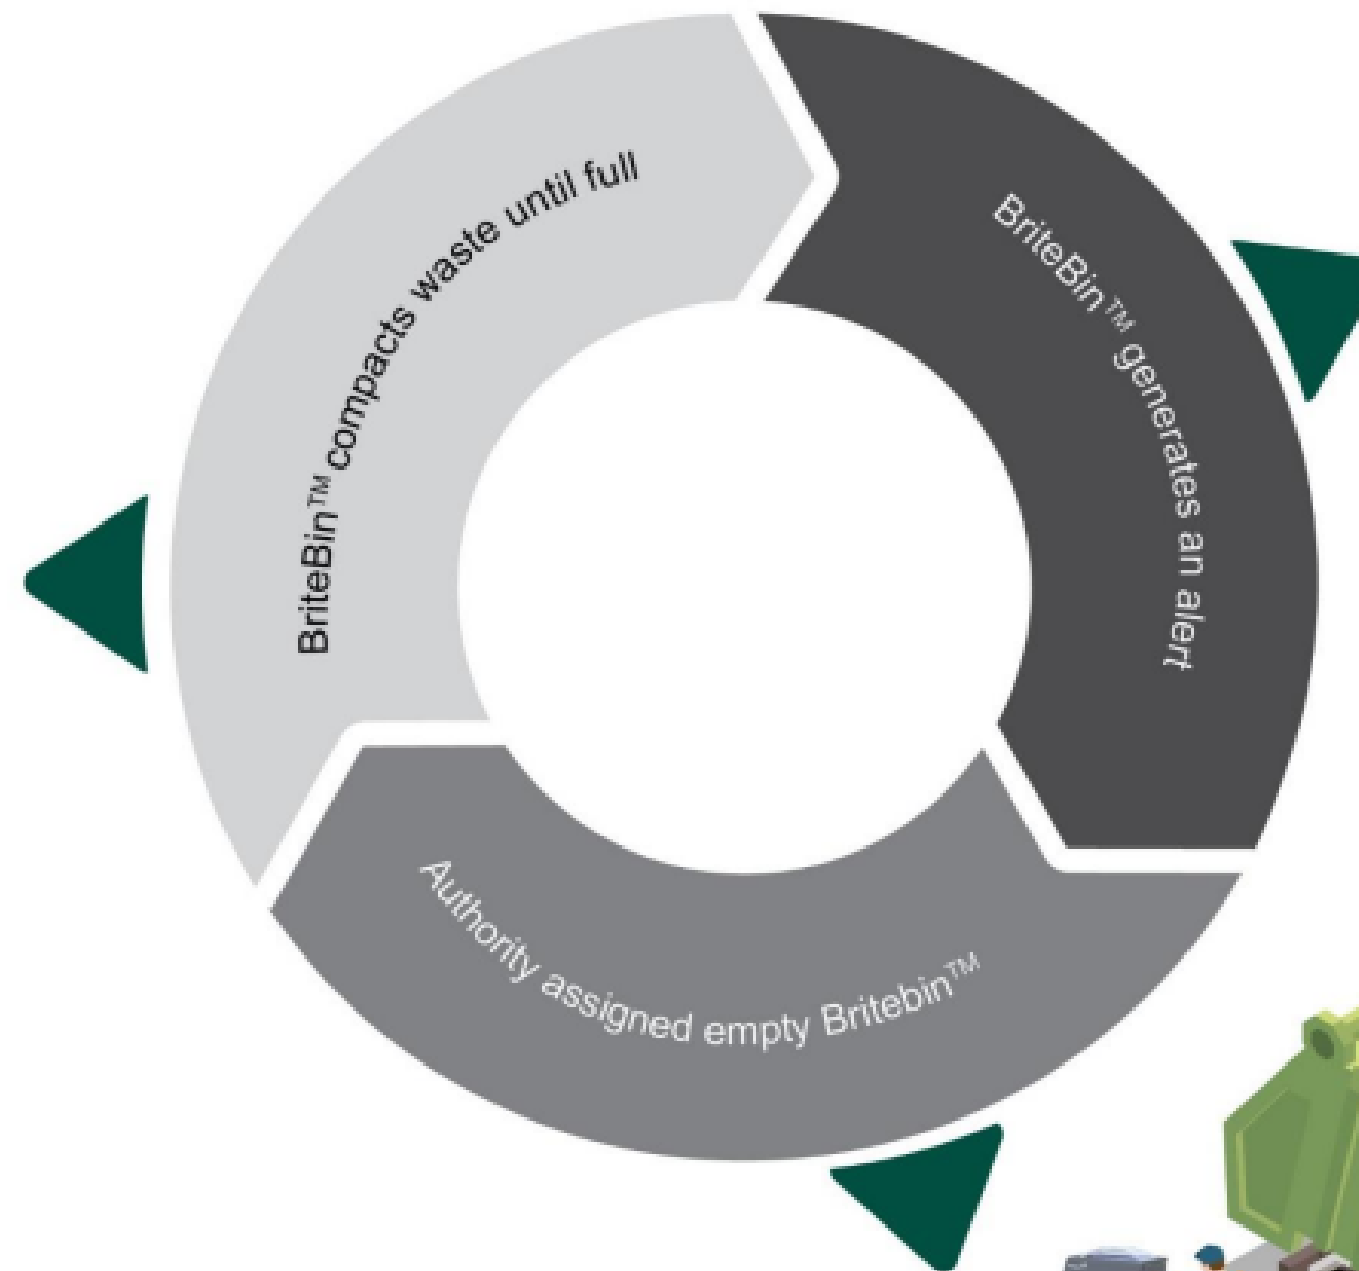 BriteBin™ compacts waste until full
BriteBin™ generates an alert
Authority assigned empty Britebin™